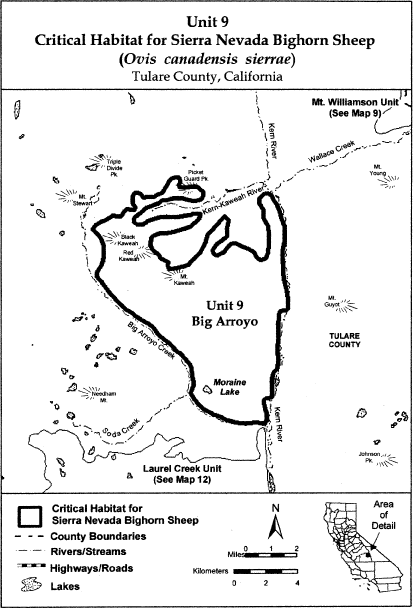 Unit 9
Critical Habitat for Sierra Nevada Bighorn Sheep
(Ovis canadensis sierrae)
Tulare County, California
Mt. Williamson Unit
(See Map 9)
Kern River
Wallace Creek
Triple
Divide
Pk
Picket
Guard Pk
Mt.
Young
Mt.
Stewart
Kern-Kaweah River
Black
Kaweah
Red
Kaweah
Mt.
Kaweah
Unit 9
Big Arroyo
Mt.
Guyot
Big Arroyo Creek
TULARE
COUNTY
Moraine
Lake
Needham
Mt.
Soda Creek
Kern River
Johnson
Pk.
Laurel Creek Unit
(See Map 12)
Critical Habitat for
Sierra Nevada Bighorn Sheep
County Boundaries
Rivers/Streams
Highways/Roads
Lakes
N
Miles
0 1 2
Kilometers
0 2 4
Area
of
Detail